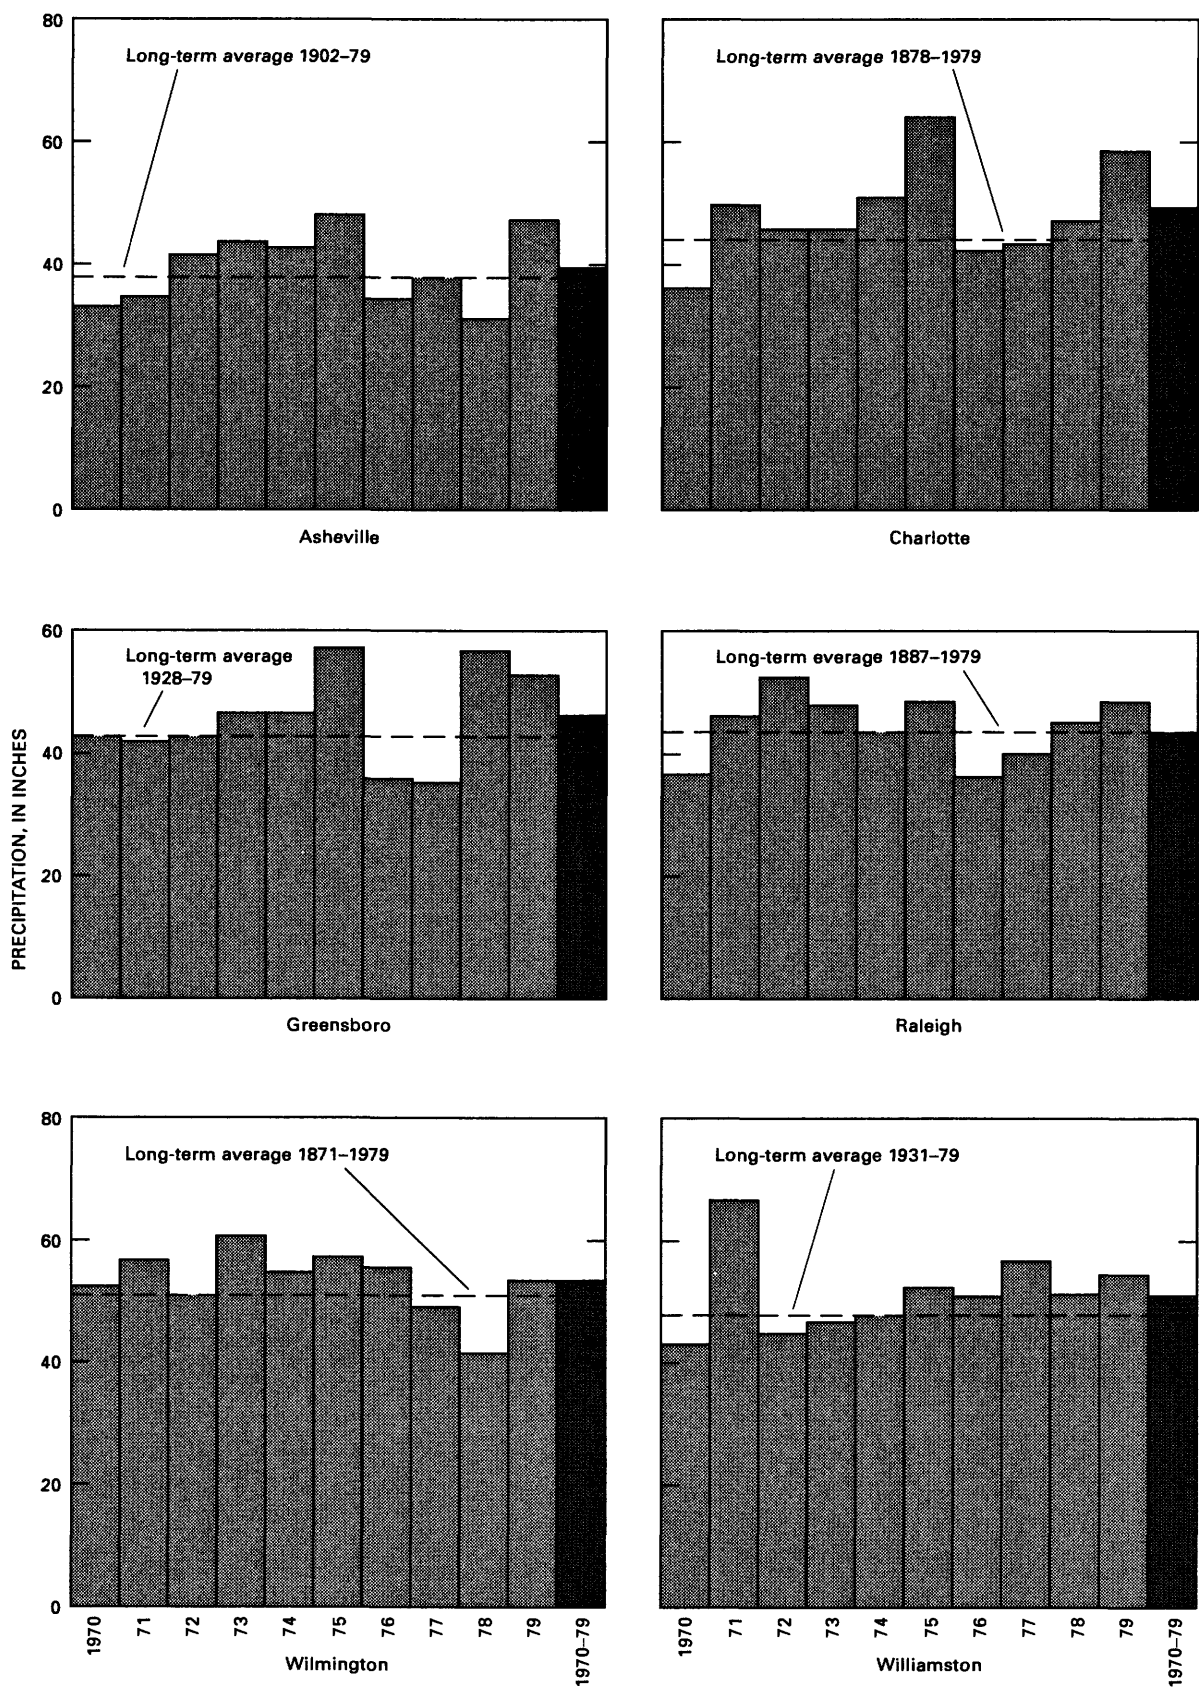 80
60
40
20
0
Long-term average 1902–79
Asheville
Long-term average 1878–1979
Charlotte
PRECIPITATION, IN INCHES
60
40
20
0
Long-term average
1928–79
Greensboro
Long-term everage 1887–1979
Raleigh
80
60
40
20
0
Long-term average 1871–1979
1970 71 72 73 74 75 76 77 78 79 1970–79
Wilmington
Long-term average 1931–79
1970 71 72 73 74 75 76 77 78 79 1970–79
Williamston